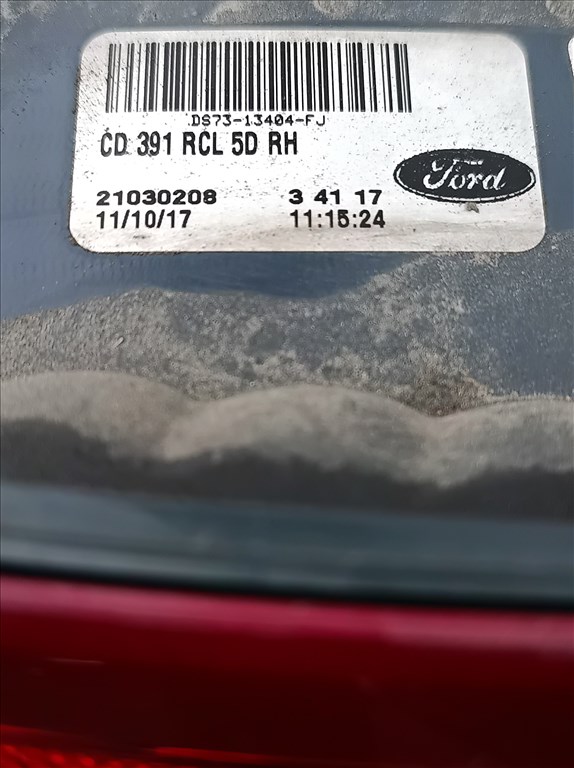 DS73-13404-FJ
CD 391 RCL 5D RH
Ford
21030208 3 41 17
11/10/17 11:15:24